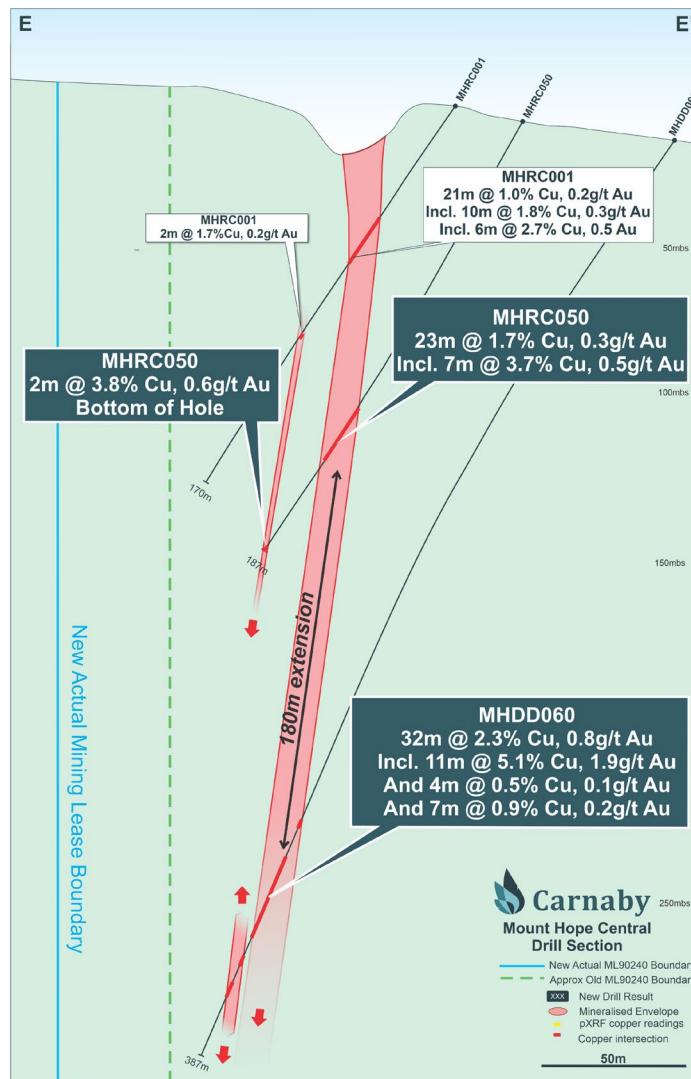 E
E'
MHRC001
MHRC050
MHDD06
MHRC001
21m @ 1.0% Cu, 0.2g/t Au
Incl. 10m @ 1.8% Cu, 0.3g/t Au
Incl. 6m @ 2.7% Cu, 0.5 Au
MHRC001
2m @ 1.7%Cu, 0.2g/t Au
50mbs
MHRC050
23m @ 1.7% Cu, 0.3g/t Au
Incl. 7m @ 3.7% Cu, 0.5g/t Au
MHRC050
2m @ 3.8% Cu, 0.6g/t Au
Bottom of Hole
100mbs
170m
187m
150mbs
New Actual Mining Lease Boundary
180m extension
MHDD060
32m @ 2.3% Cu, 0.8g/t Au
Incl. 11m @ 5.1% Cu, 1.9g/t Au
And 4m @ 0.5% Cu, 0.1g/t Au
And 7m @ 0.9% Cu, 0.2g/t Au
Carnaby
250mbs
Mount Hope Central
Drill Section
New Actual ML90240 Boundar
Approx Old ML90240 Boundar
XXX New Drill Result
Mineralised Envelope
pXRF copper readings
Copper intersection
50m
387m